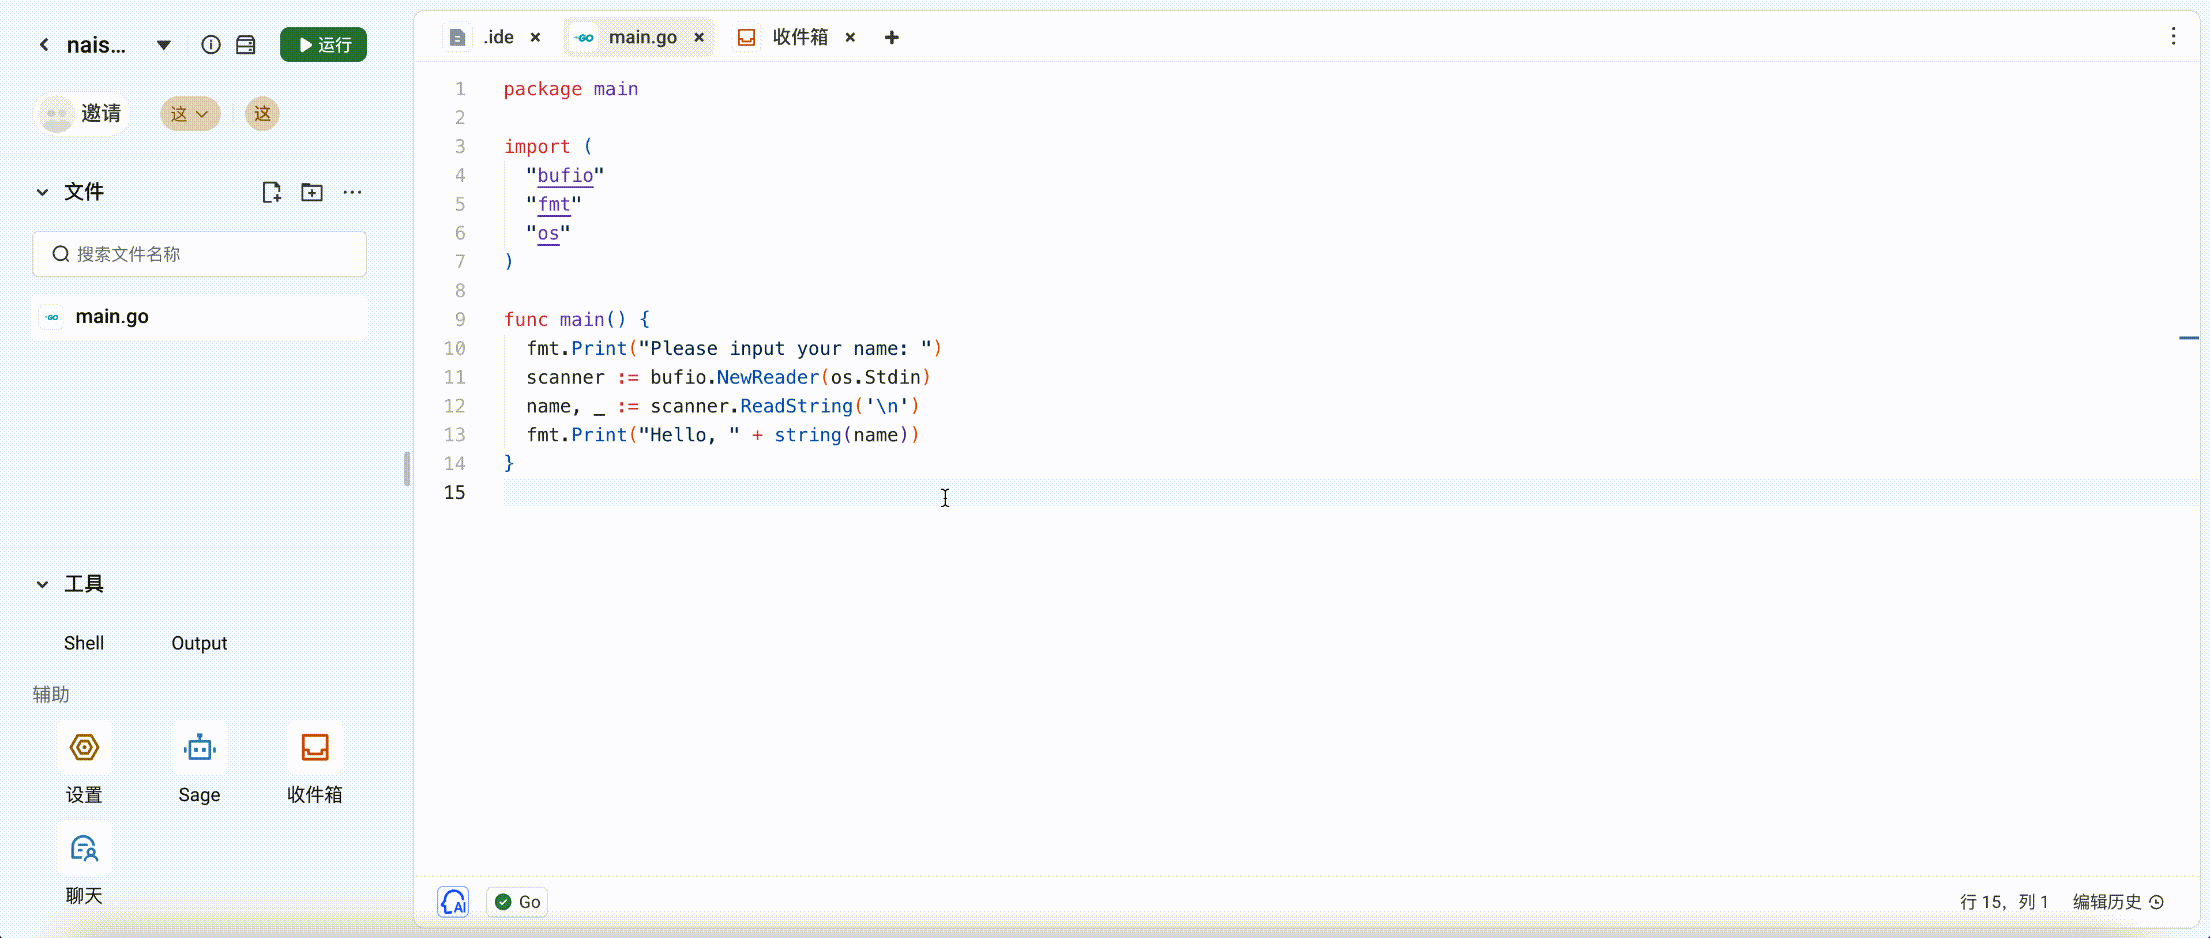 nais...
运行
邀请
这
这
文件
搜索文件名称
GO main.go
工具
Shell
Output
辅助
设置
Sage
收件箱
聊天
.ide
GO main.go
收件箱
1 package main
2
3 import (
4 "bufio"
5 "fmt"
6 "os"
7 )
8
9 func main() {
10 fmt.Print("Please input your name: ")
11 scanner := bufio.NewReader(os.Stdin)
12 name, _ := scanner.ReadString('\n')
13 fmt.Print("Hello, " + string(name))
14 }
15
AI
Go
行 15，列 1
编辑历史